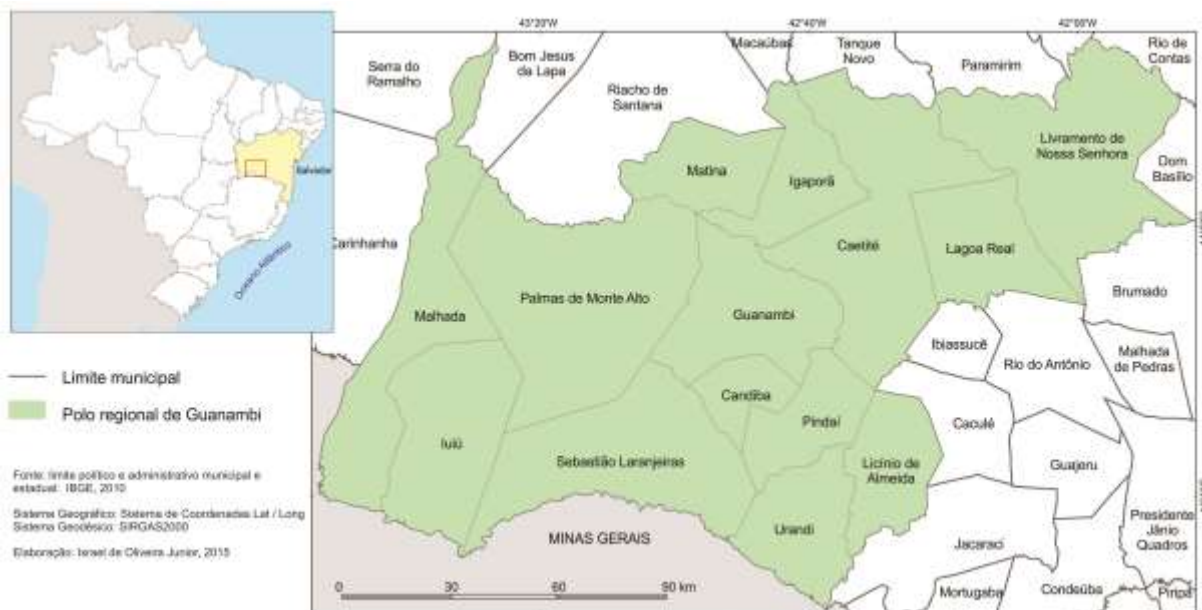 43°20'W
42°40'W
42°00'W
Serra do
Ramalho
Bom Jesus
da Lapa
Riacho de
Santana
Macaúbas
Tanque
Novo
Paramirim
Rio de
Contas
Livramento de
Nossa Senhora
Dom
Basílio
Matina
Igaporã
Caetité
Lagoa Real
Carinhanha
Malhada
Palmas de Monte Alto
Guanambi
Brumado
Ibiassucê
Rio do Antônio
Malhada
de Pedras
Candiba
Pindaí
Caculé
Iuiú
Sebastião Laranjeiras
Licínio de
Almeida
Guajeru
Urandi
Presidente
Jânio
Quadros
MINAS GERAIS
Jacaraci
Mortugaba
Condeúba
Piripá
0 30 60 90 km
Salvador
Oceano Atlântico
Limite municipal
Polo regional de Guanambi
Fonte: limite político e administrativo municipal e
estadual: IBGE, 2010
Sistema Geográfico: Sistema de Coordenadas Lat / Long
Sistema Geodésico: SIRGAS2000
Elaboração: Israel de Oliveira Junior, 2015